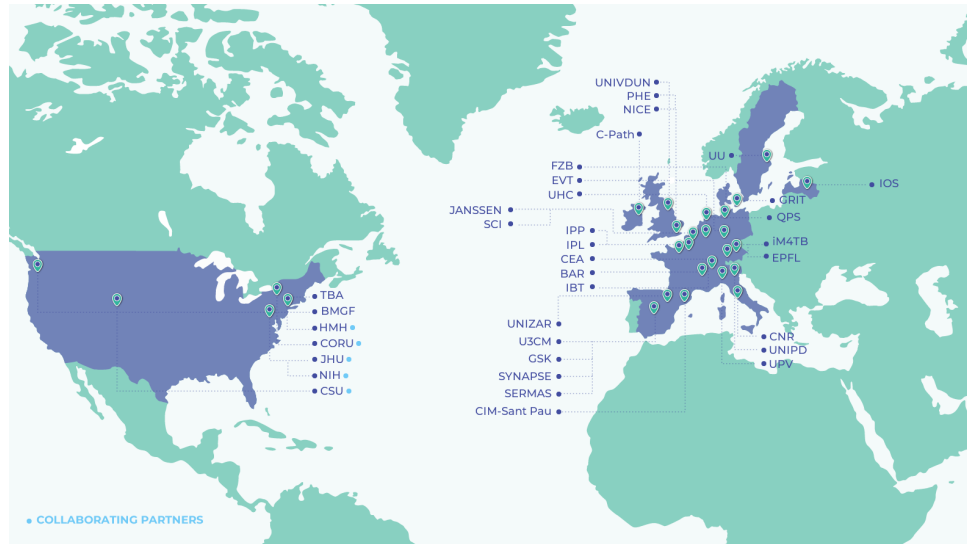 UNIVDUN
PHE
NICE
C-Path
UU
FZB
EVT
UHC
IOS
GRIT
JANSSEN
SCI
QPS
IPP
IPL
CEA
BAR
IBT
iM4TB
EPFL
TBA
BMGF
HMH
CORU
JHU
NIH
CSU
UNIZAR
U3CM
GSK
SYNAPSE
SERMAS
CIM-Sant Pau
CNR
UNIPD
UPV
COLLABORATING PARTNERS